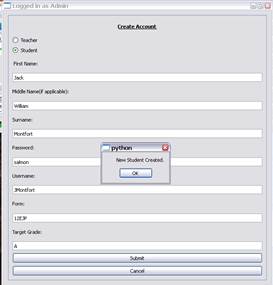 Logged in as Admin
Create Account
Teacher
Student
First Name:
Jack
Middle Name(if applicable):
William
Surname:
Montfort
Password:
salmon
Username:
JMontfort
Form:
12EJP
Target Grade:
A
Submit
Cancel
python
New Student Created.
OK